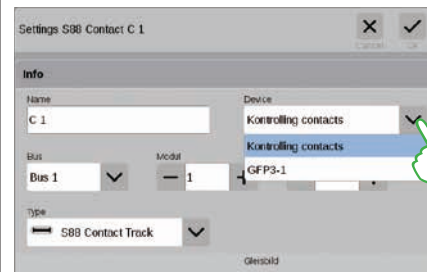 Settings S88 Contact C 1
Cancel OK
Info
Name Device
C 1 Kontrolling contacts
Kontrolling contacts
Bus Modul
Bus 1 1 GFP3-1
Type
S88 Contact Track
Gleisbild